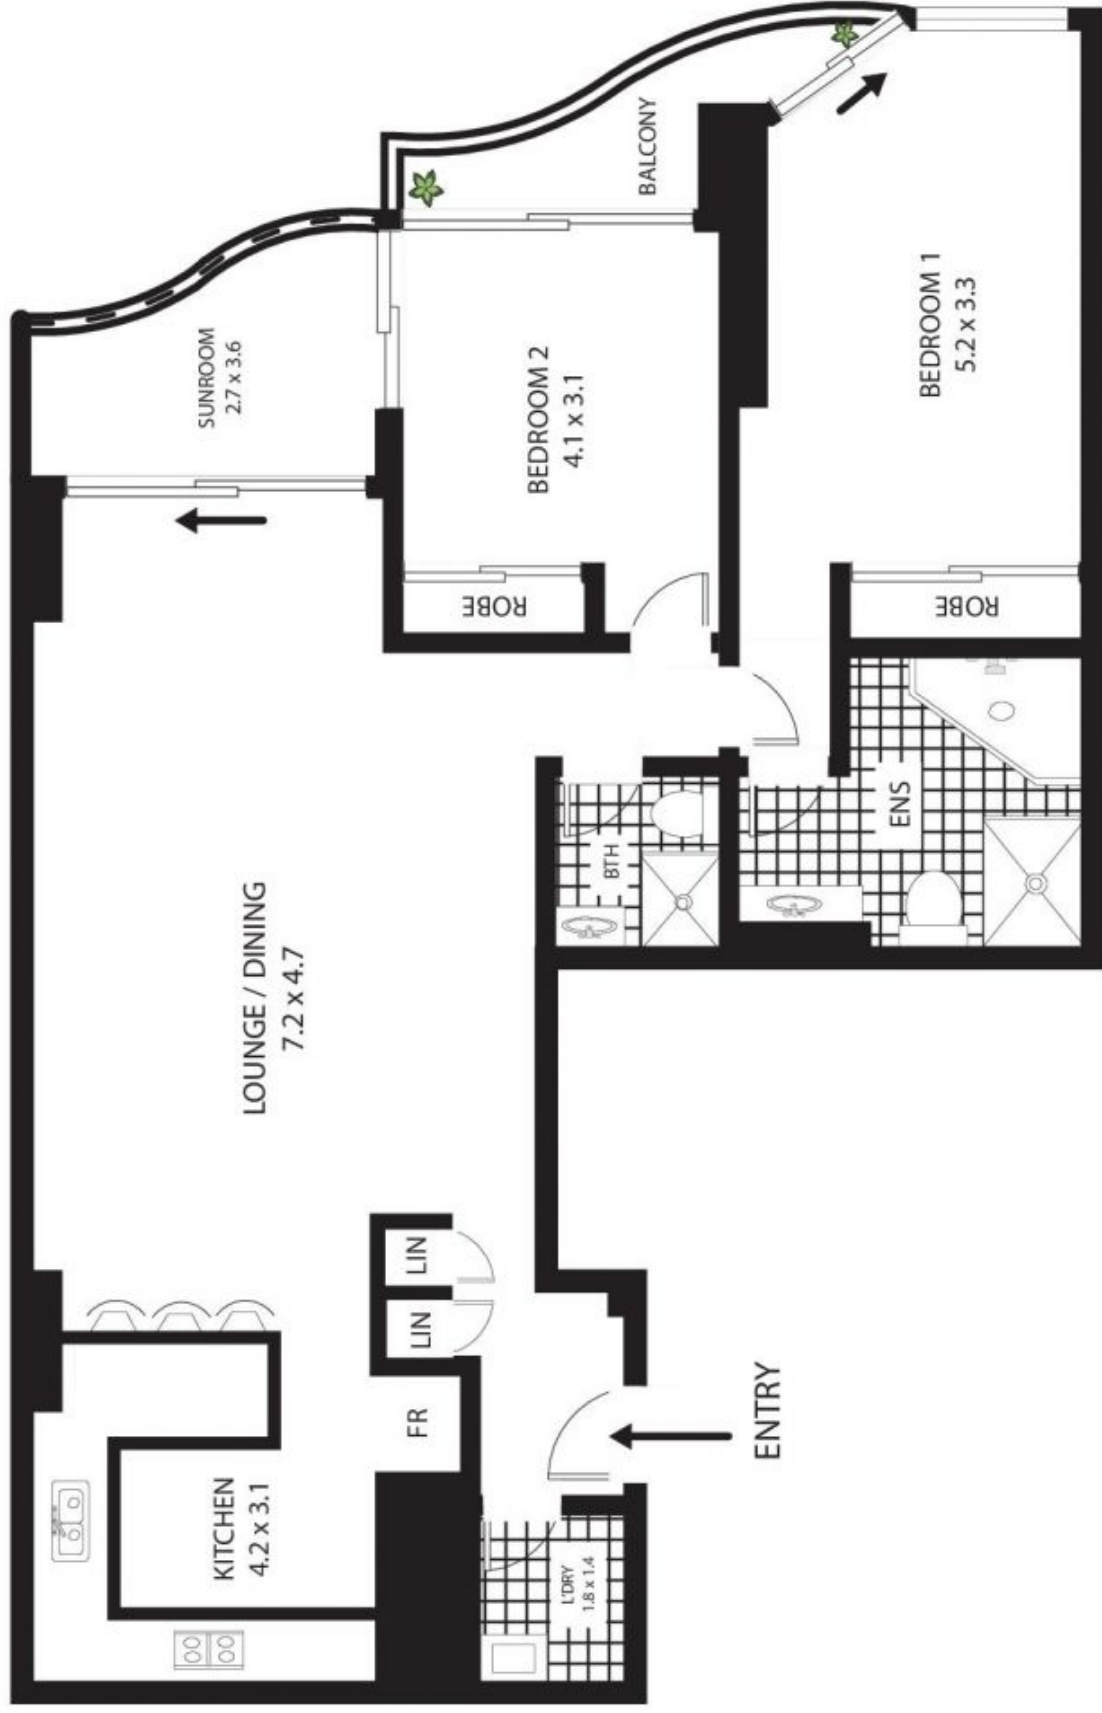 KITCHEN
4.2 x 3.1
FR
LIN
LIN
L'DRY
1.8 x 1.4
ENTRY
LOUNGE / DINING
7.2 x 4.7
BTH
ENS
SUNROOM
2.7 x 3.6
BEDROOM 2
4.1 x 3.1
ROBE
BALCONY
BEDROOM 1
5.2 x 3.3
ROBE